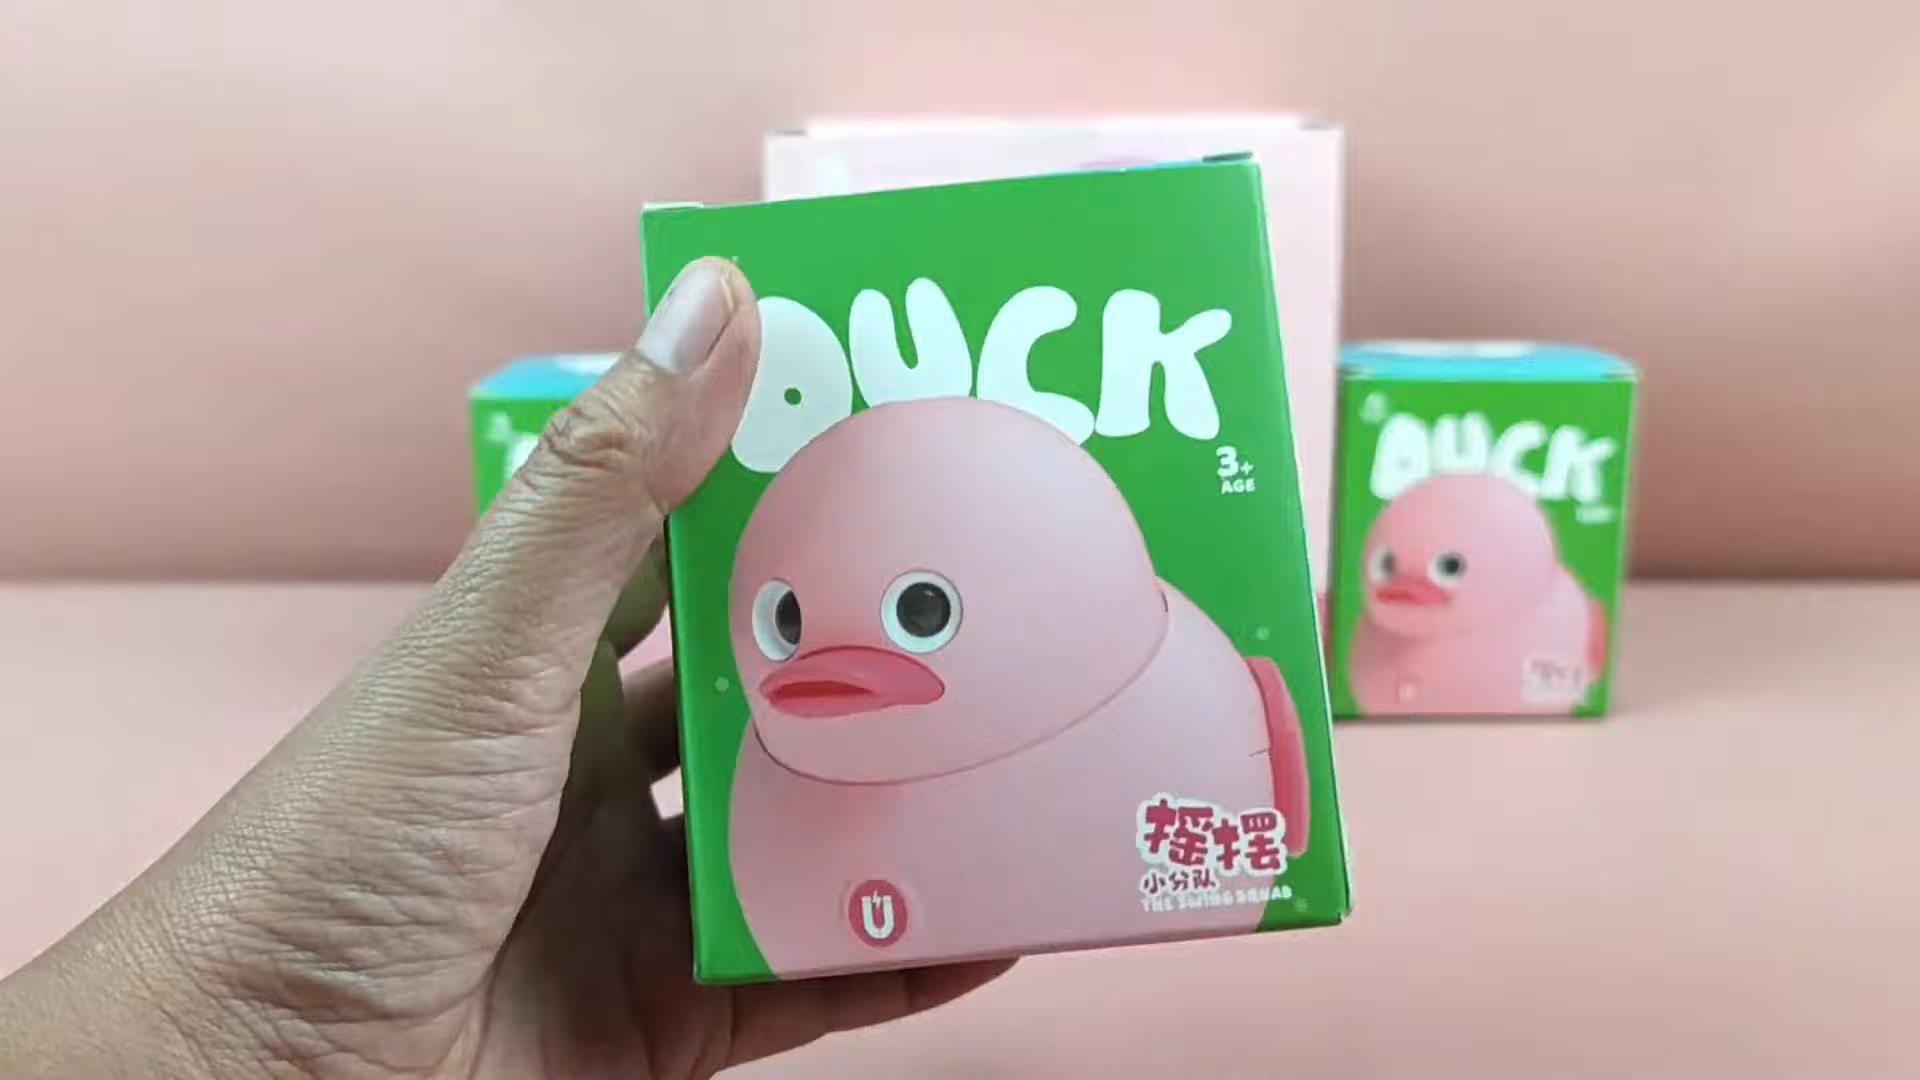 DUCK
3+
AGE
摇摆
小分队
THE SWING SQUAD
U
DUCK